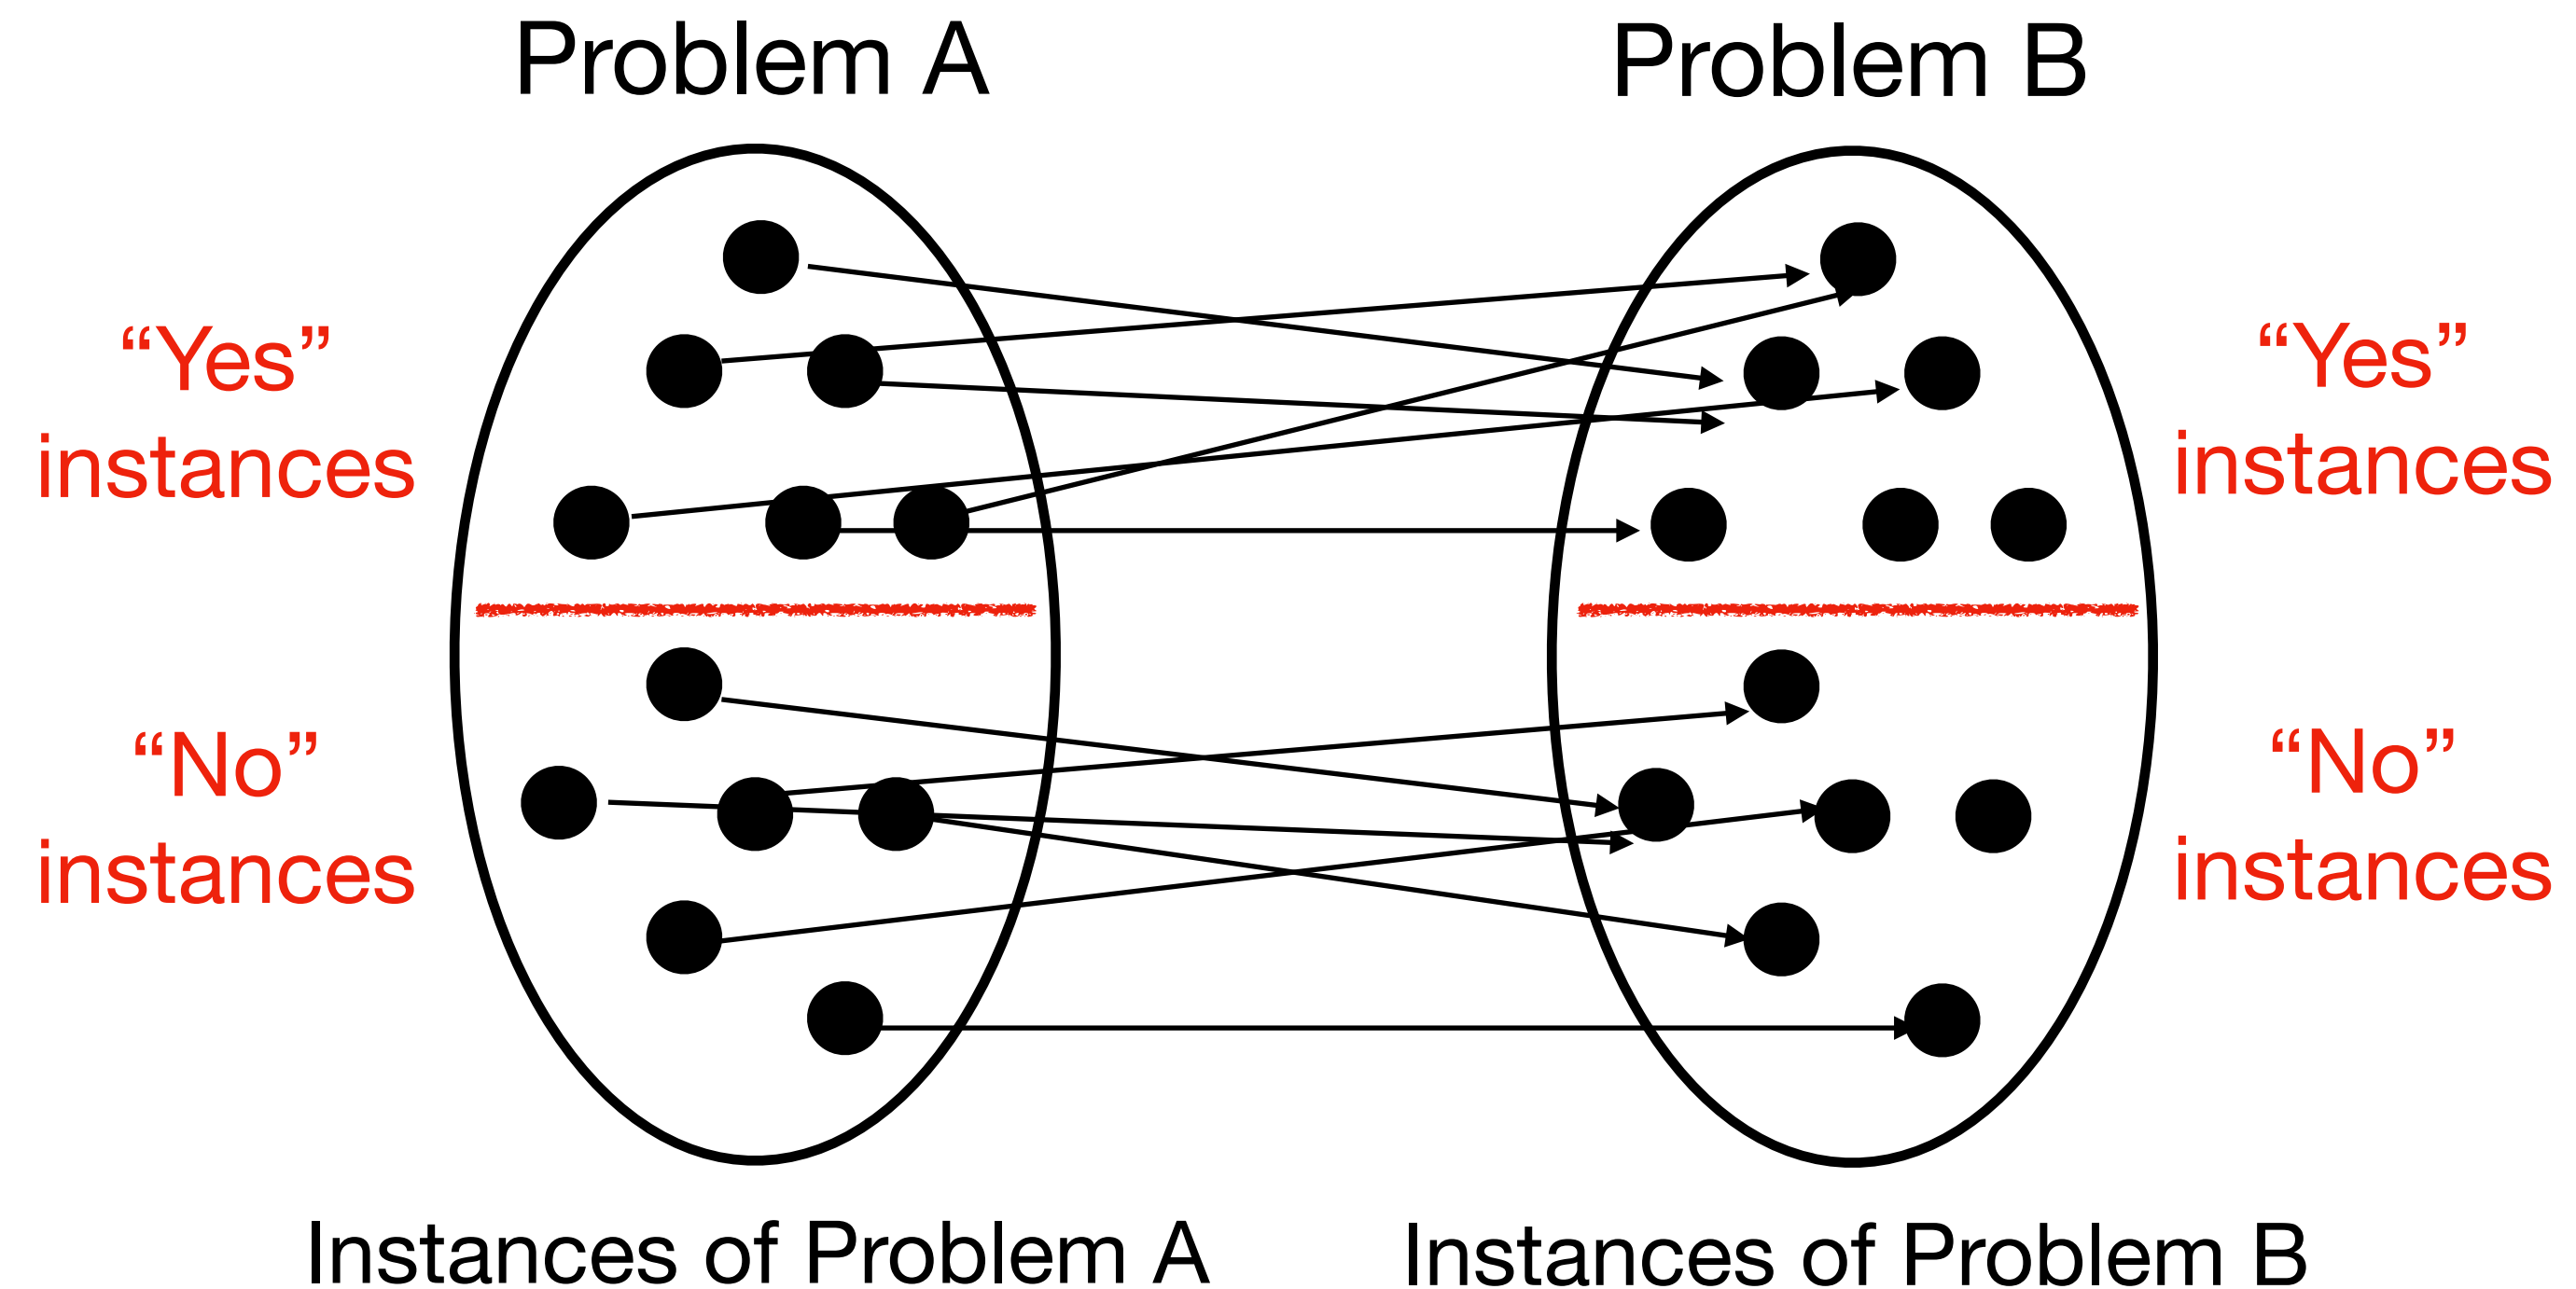 Problem A
Problem B
“Yes”
instances
“Yes”
instances
“No”
instances
“No”
instances
Instances of Problem A
Instances of Problem B